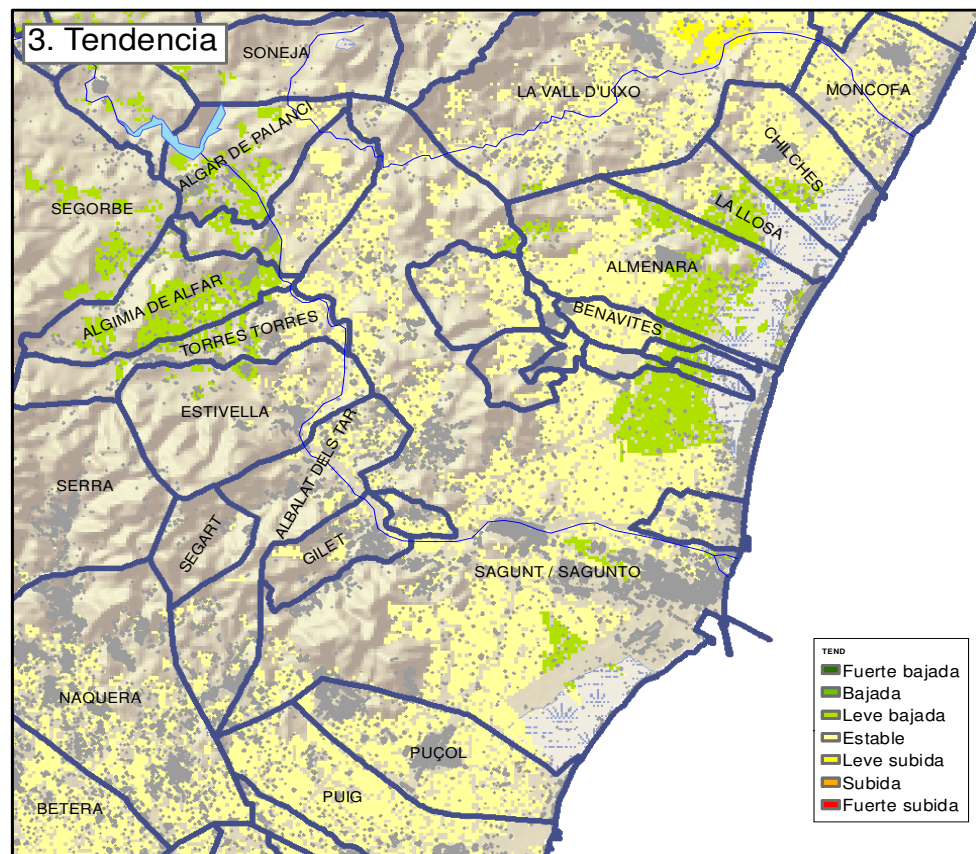 3. Tendencia
SONEJA
LA VALL D'UIXO
MONCOFA
CHILCHES
ALGAR DE PALANCI
SEGORBE
LA LLOSA
ALMENARA
ALGIMIA DE ALFAR
BENAVITES
TORRES TORRES
ESTIVELLA
ALBALAT DELS TAR
SERRA
SEGART
GILET
SAGUNT / SAGUNTO
NAQUERA
PUÇOL
PUIG
BETERA
TEND
Fuerte bajada
Bajada
Leve bajada
Estable
Leve subida
Subida
Fuerte subida